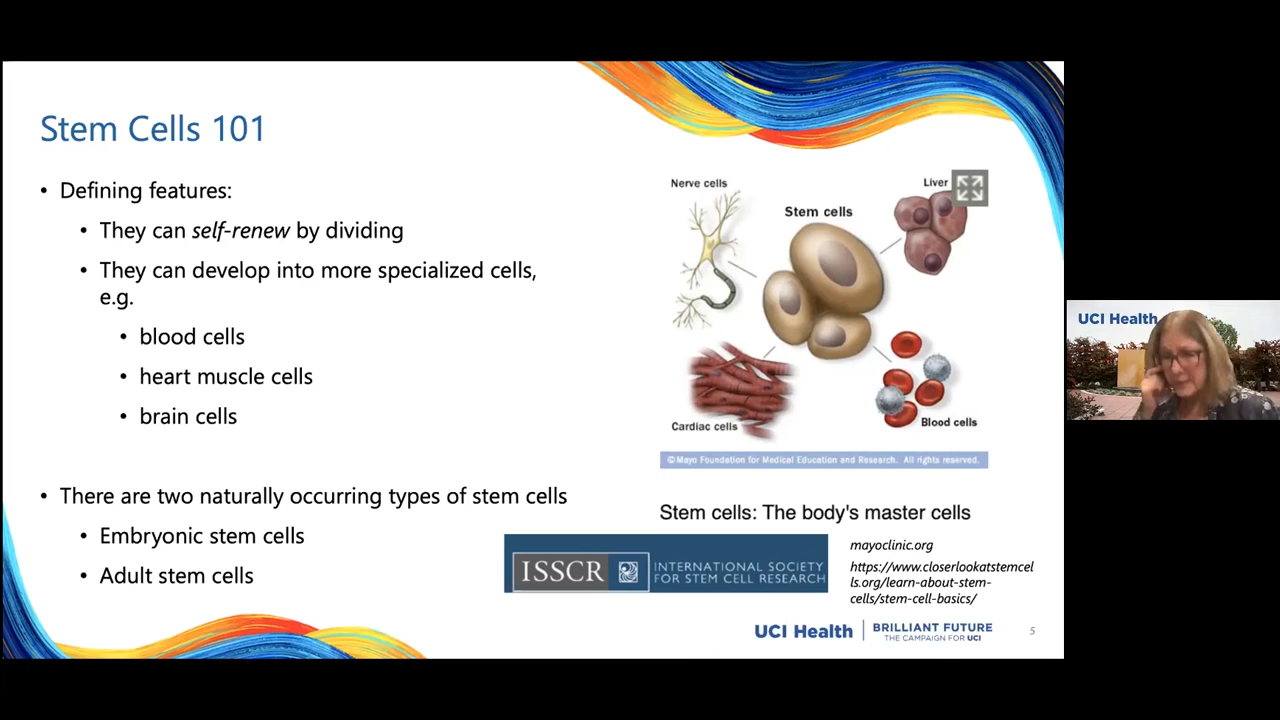 Stem Cells 101
• Defining features:
• They can self-renew by dividing
• They can develop into more specialized cells,
e.g.
• blood cells
• heart muscle cells
• brain cells
• There are two naturally occurring types of stem cells
• Embryonic stem cells
• Adult stem cells
Nerve cells
Stem cells
Liver
Cardiac cells
Blood cells
©Mayo Foundation for Medical Education and Research. All rights reserved.
Stem cells: The body's master cells
ISSCR
INTERNATIONAL SOCIETY
FOR STEM CELL RESEARCH
mayoclinic.org
https://www.closerlookatstemcel
ls.org/learn-about-stem-
cells/stem-cell-basics/
UCI Health
BRILLIANT FUTURE
THE CAMPAIGN FOR UCI
5
UCI Health